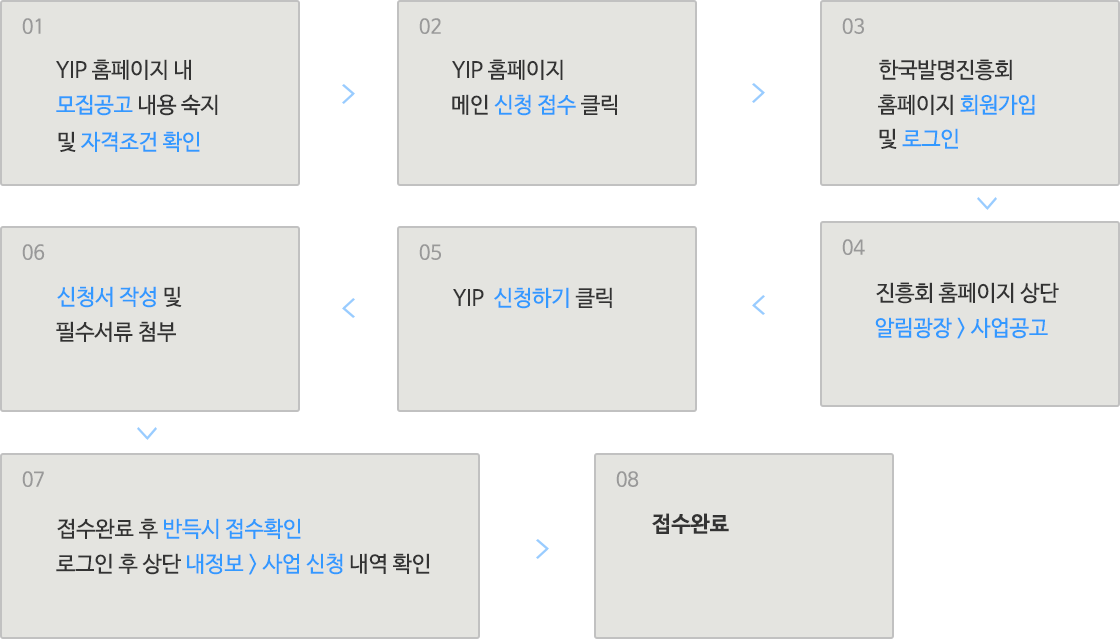 01
YIP 홈페이지 내
모집공고 내용 숙지
및 자격조건 확인
02
YIP 홈페이지
메인 신청 접수 클릭
03
한국발명진흥회
홈페이지 회원가입
및 로그인
04
진흥회 홈페이지 상단
알림광장 > 사업공고
05
YIP 신청하기 클릭
06
신청서 작성 및
필수서류 첨부
07
접수완료 후 반득시 접수확인
로그인 후 상단 내정보 > 사업 신청 내역 확인
08
접수완료